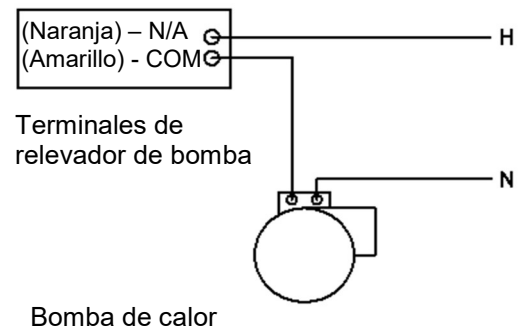 (Naranja) – N/A
H
(Amarillo) - COM
Terminales de
relevador de bomba
N
Bomba de calor